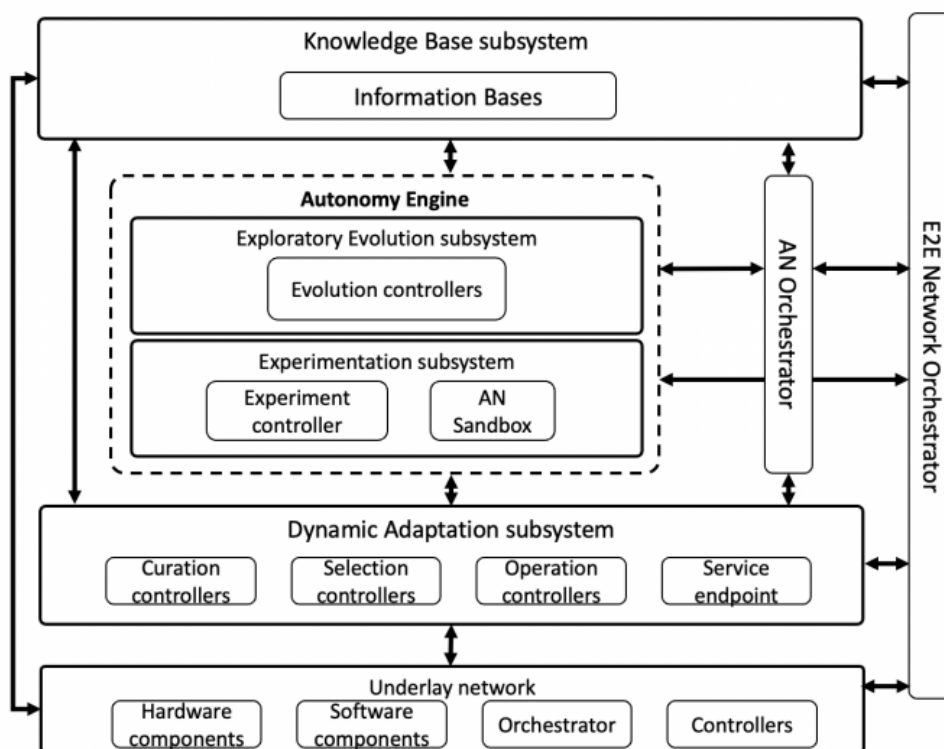 Knowledge Base subsystem
Information Bases
Autonomy Engine
Exploratory Evolution subsystem
Evolution controllers
Experimentation subsystem
Experiment
controller
AN
Sandbox
AN Orchestrator
E2E Network Orchestrator
Dynamic Adaptation subsystem
Curation
controllers
Selection
controllers
Operation
controllers
Service
endpoint
Underlay network
Hardware
components
Software
components
Orchestrator
Controllers